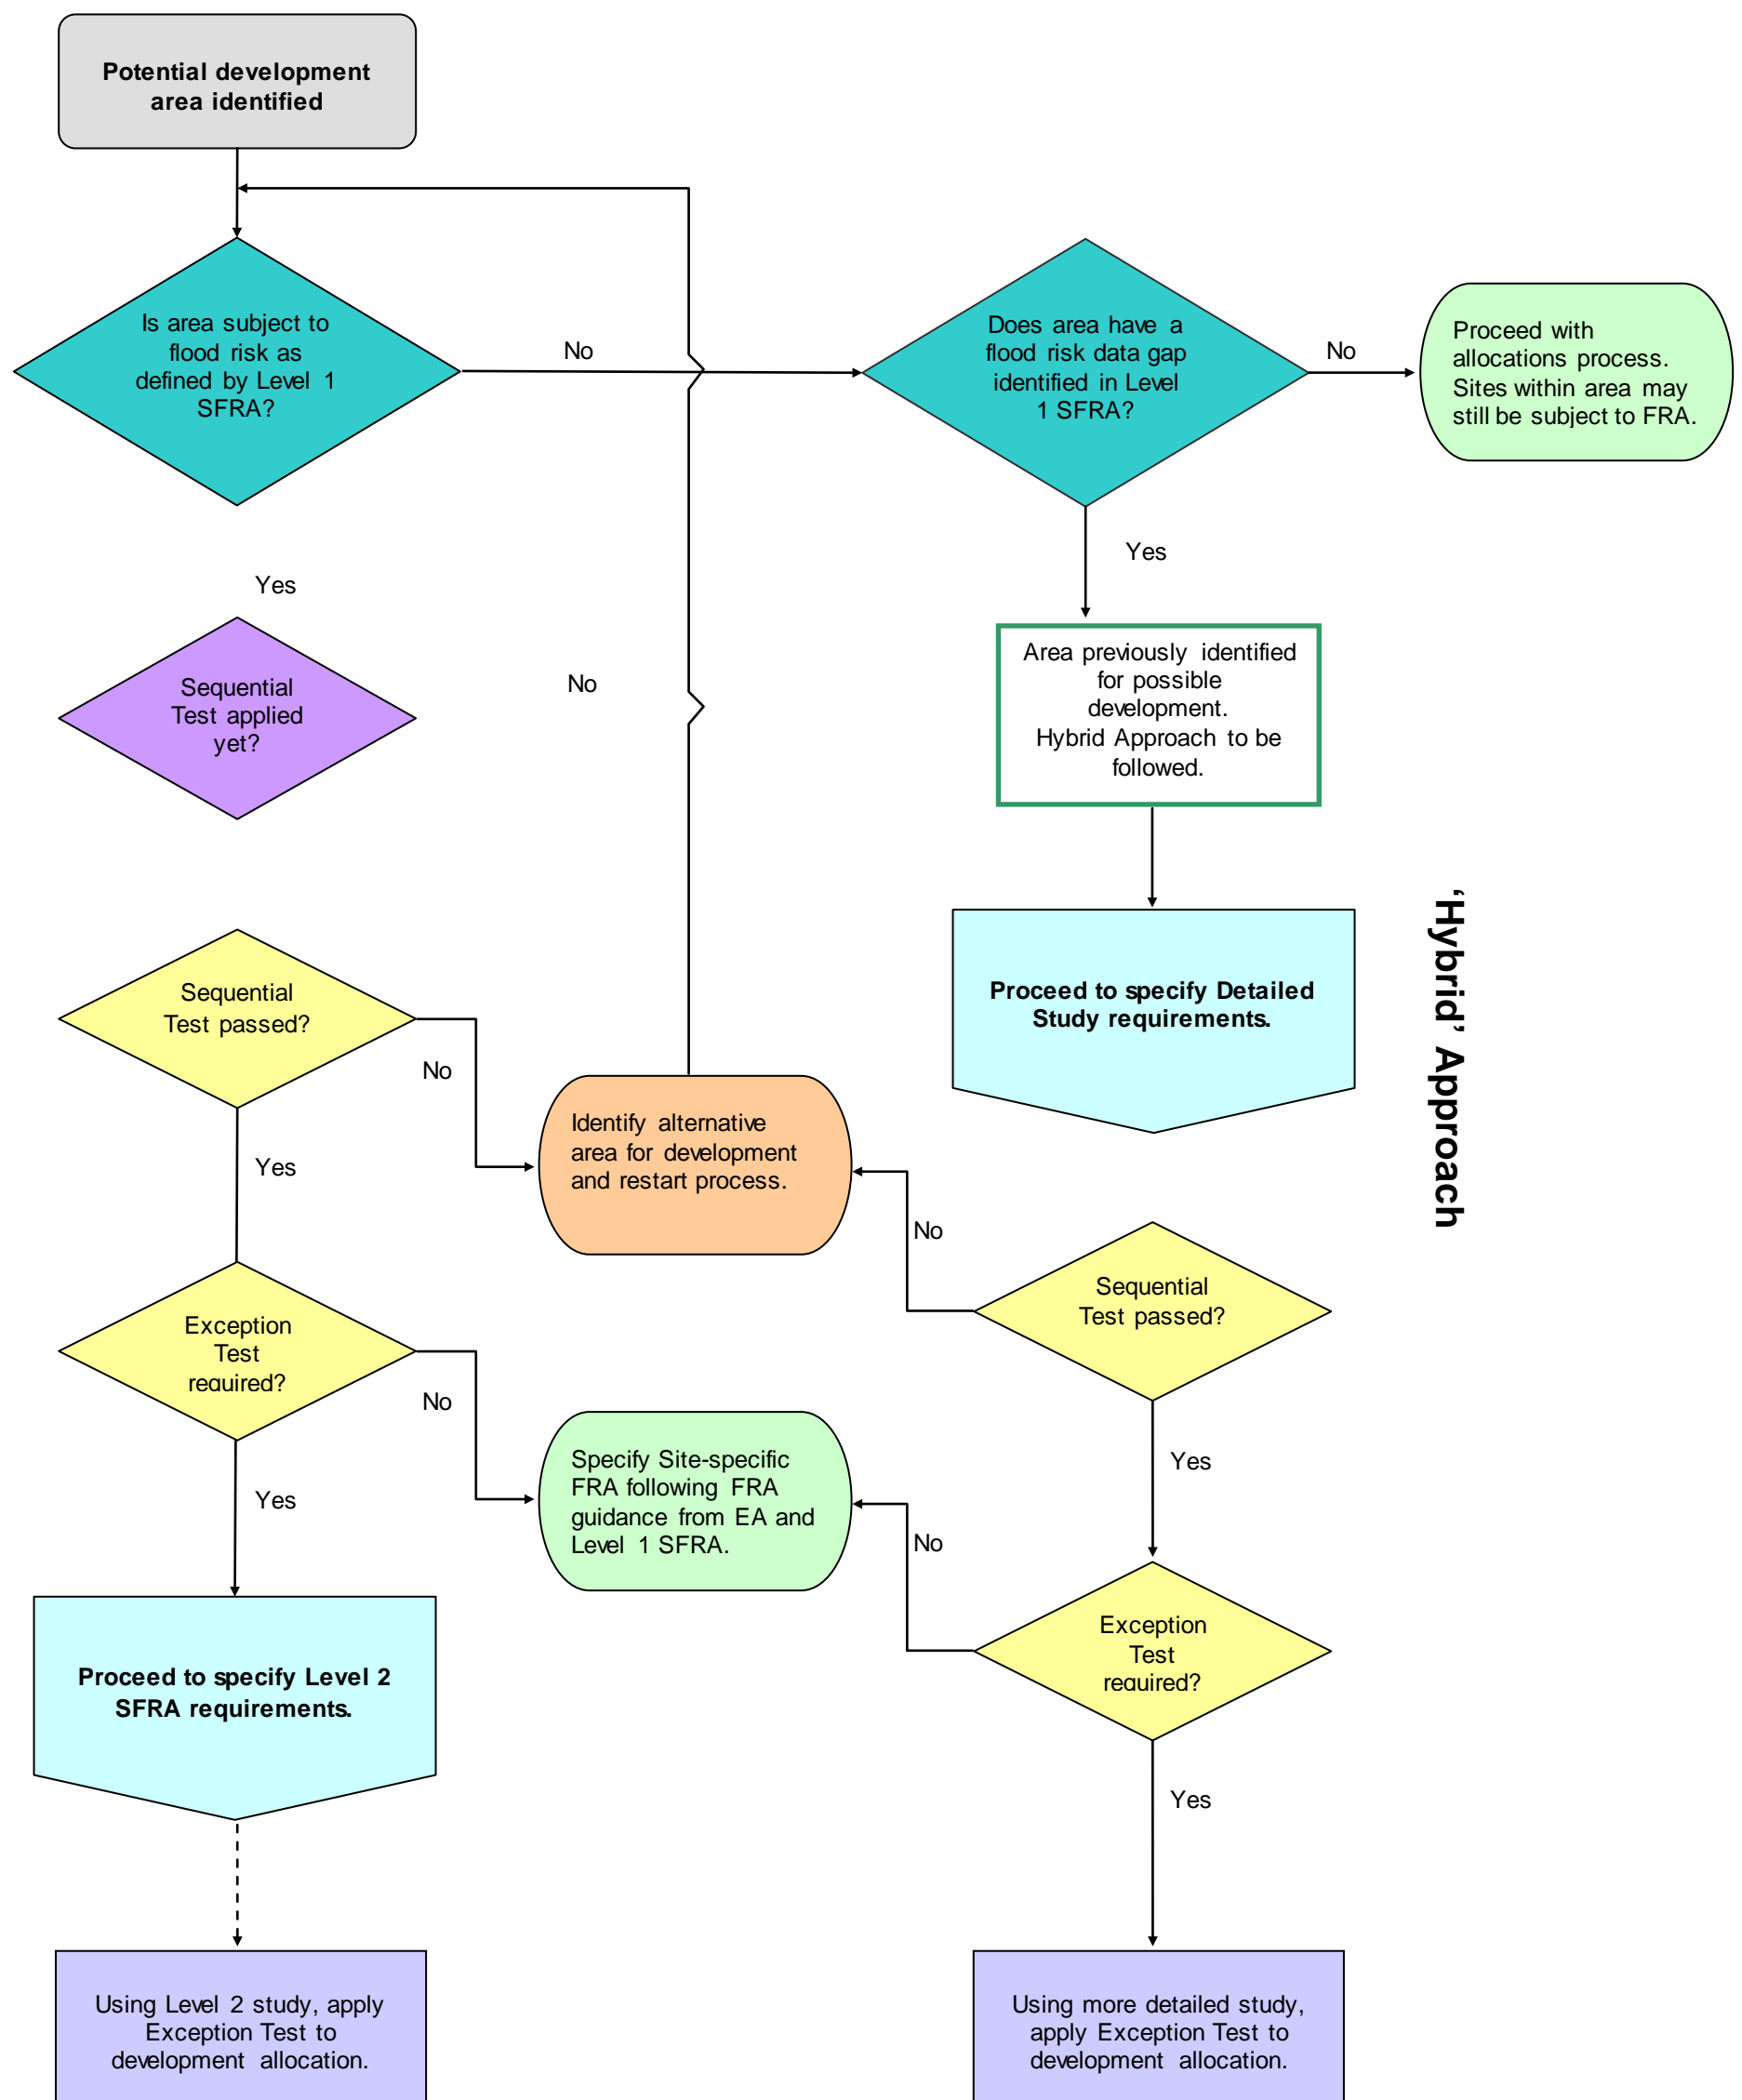 Potential development
area identified
Is area subject to
flood risk as
defined by Level 1
SFRA?
No
Does area have a
flood risk data gap
identified in Level
1 SFRA?
No
Proceed with
allocations process.
Sites within area may
still be subject to FRA.
Yes
Yes
Sequential
Test applied
yet?
No
Area previously identified
for possible
development.
Hybrid Approach to be
followed.
Proceed to specify Detailed
Study requirements.
‘Hybrid’ Approach
Sequential
Test passed?
No
Yes
Identify alternative
area for development
and restart process.
No
Sequential
Test passed?
Exception
Test
required?
No
Yes
Specify Site-specific
FRA following FRA
guidance from EA and
Level 1 SFRA.
Yes
No
Exception
Test
required?
Proceed to specify Level 2
SFRA requirements.
Yes
Using Level 2 study, apply
Exception Test to
development allocation.
Using more detailed study,
apply Exception Test to
development allocation.